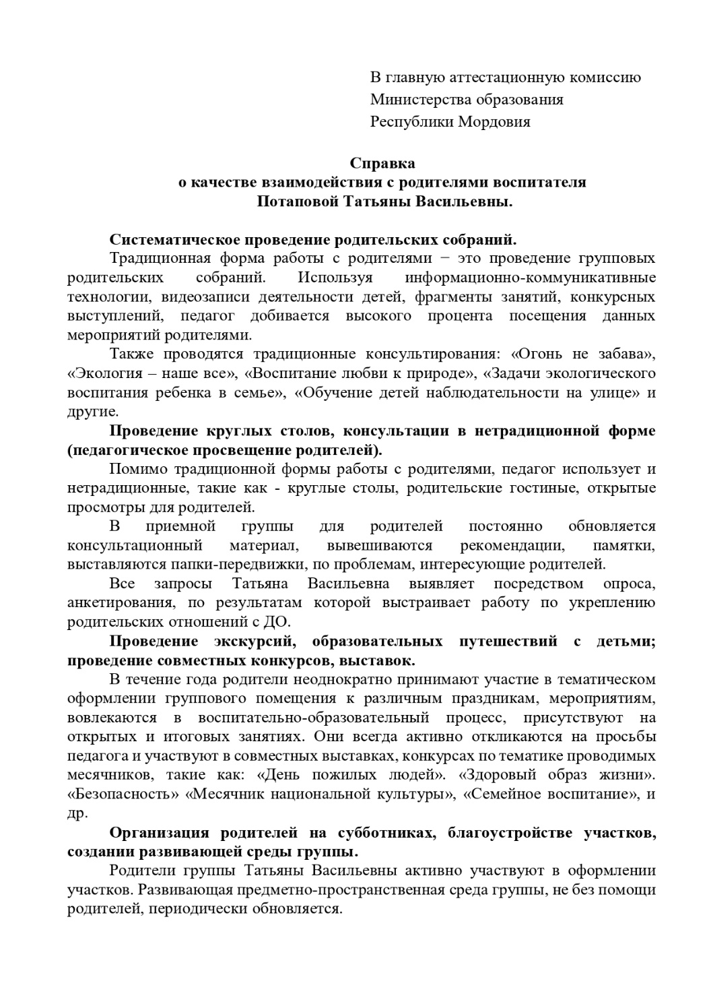 В главную аттестационную комиссию
Министерства образования
Республики Мордовия
Справка
о качестве взаимодействия с родителями воспитателя
Потаповой Татьяны Васильевны.
Систематическое проведение родительских собраний.
Традиционная форма работы с родителями − это проведение групповых
родительских собраний. Используя информационно-коммуникативные
технологии, видеозаписи деятельности детей, фрагменты занятий, конкурсных
выступлений, педагог добивается высокого процента посещения данных
мероприятий родителями.
Также проводятся традиционные консультирования: «Огонь не забава»,
«Экология – наше все», «Воспитание любви к природе», «Задачи экологического
воспитания ребенка в семье», «Обучение детей наблюдательности на улице» и
другие.
Проведение круглых столов, консультации в нетрадиционной форме
(педагогическое просвещение родителей).
Помимо традиционной формы работы с родителями, педагог использует и
нетрадиционные, такие как - круглые столы, родительские гостиные, открытые
просмотры для родителей.
В приемной группы для родителей постоянно обновляется
консультационный материал, вывешиваются рекомендации, памятки,
выставляются папки-передвижки, по проблемам, интересующие родителей.
Все запросы Татьяна Васильевна выявляет посредством опроса,
анкетирования, по результатам которой выстраивает работу по укреплению
родительских отношений с ДО.
Проведение экскурсий, образовательных путешествий с детьми;
проведение совместных конкурсов, выставок.
В течение года родители неоднократно принимают участие в тематическом
оформлении группового помещения к различным праздникам, мероприятиям,
вовлекаются в воспитательно-образовательный процесс, присутствуют на
открытых и итоговых занятиях. Они всегда активно откликаются на просьбы
педагога и участвуют в совместных выставках, конкурсах по тематике проводимых
месячников, такие как: «День пожилых людей». «Здоровый образ жизни».
«Безопасность» «Месячник национальной культуры», «Семейное воспитание», и
др.
Организация родителей на субботниках, благоустройстве участков,
создании развивающей среды группы.
Родители группы Татьяны Васильевны активно участвуют в оформлении
участков. Развивающая предметно-пространственная среда группы, не без помощи
родителей, периодически обновляется.